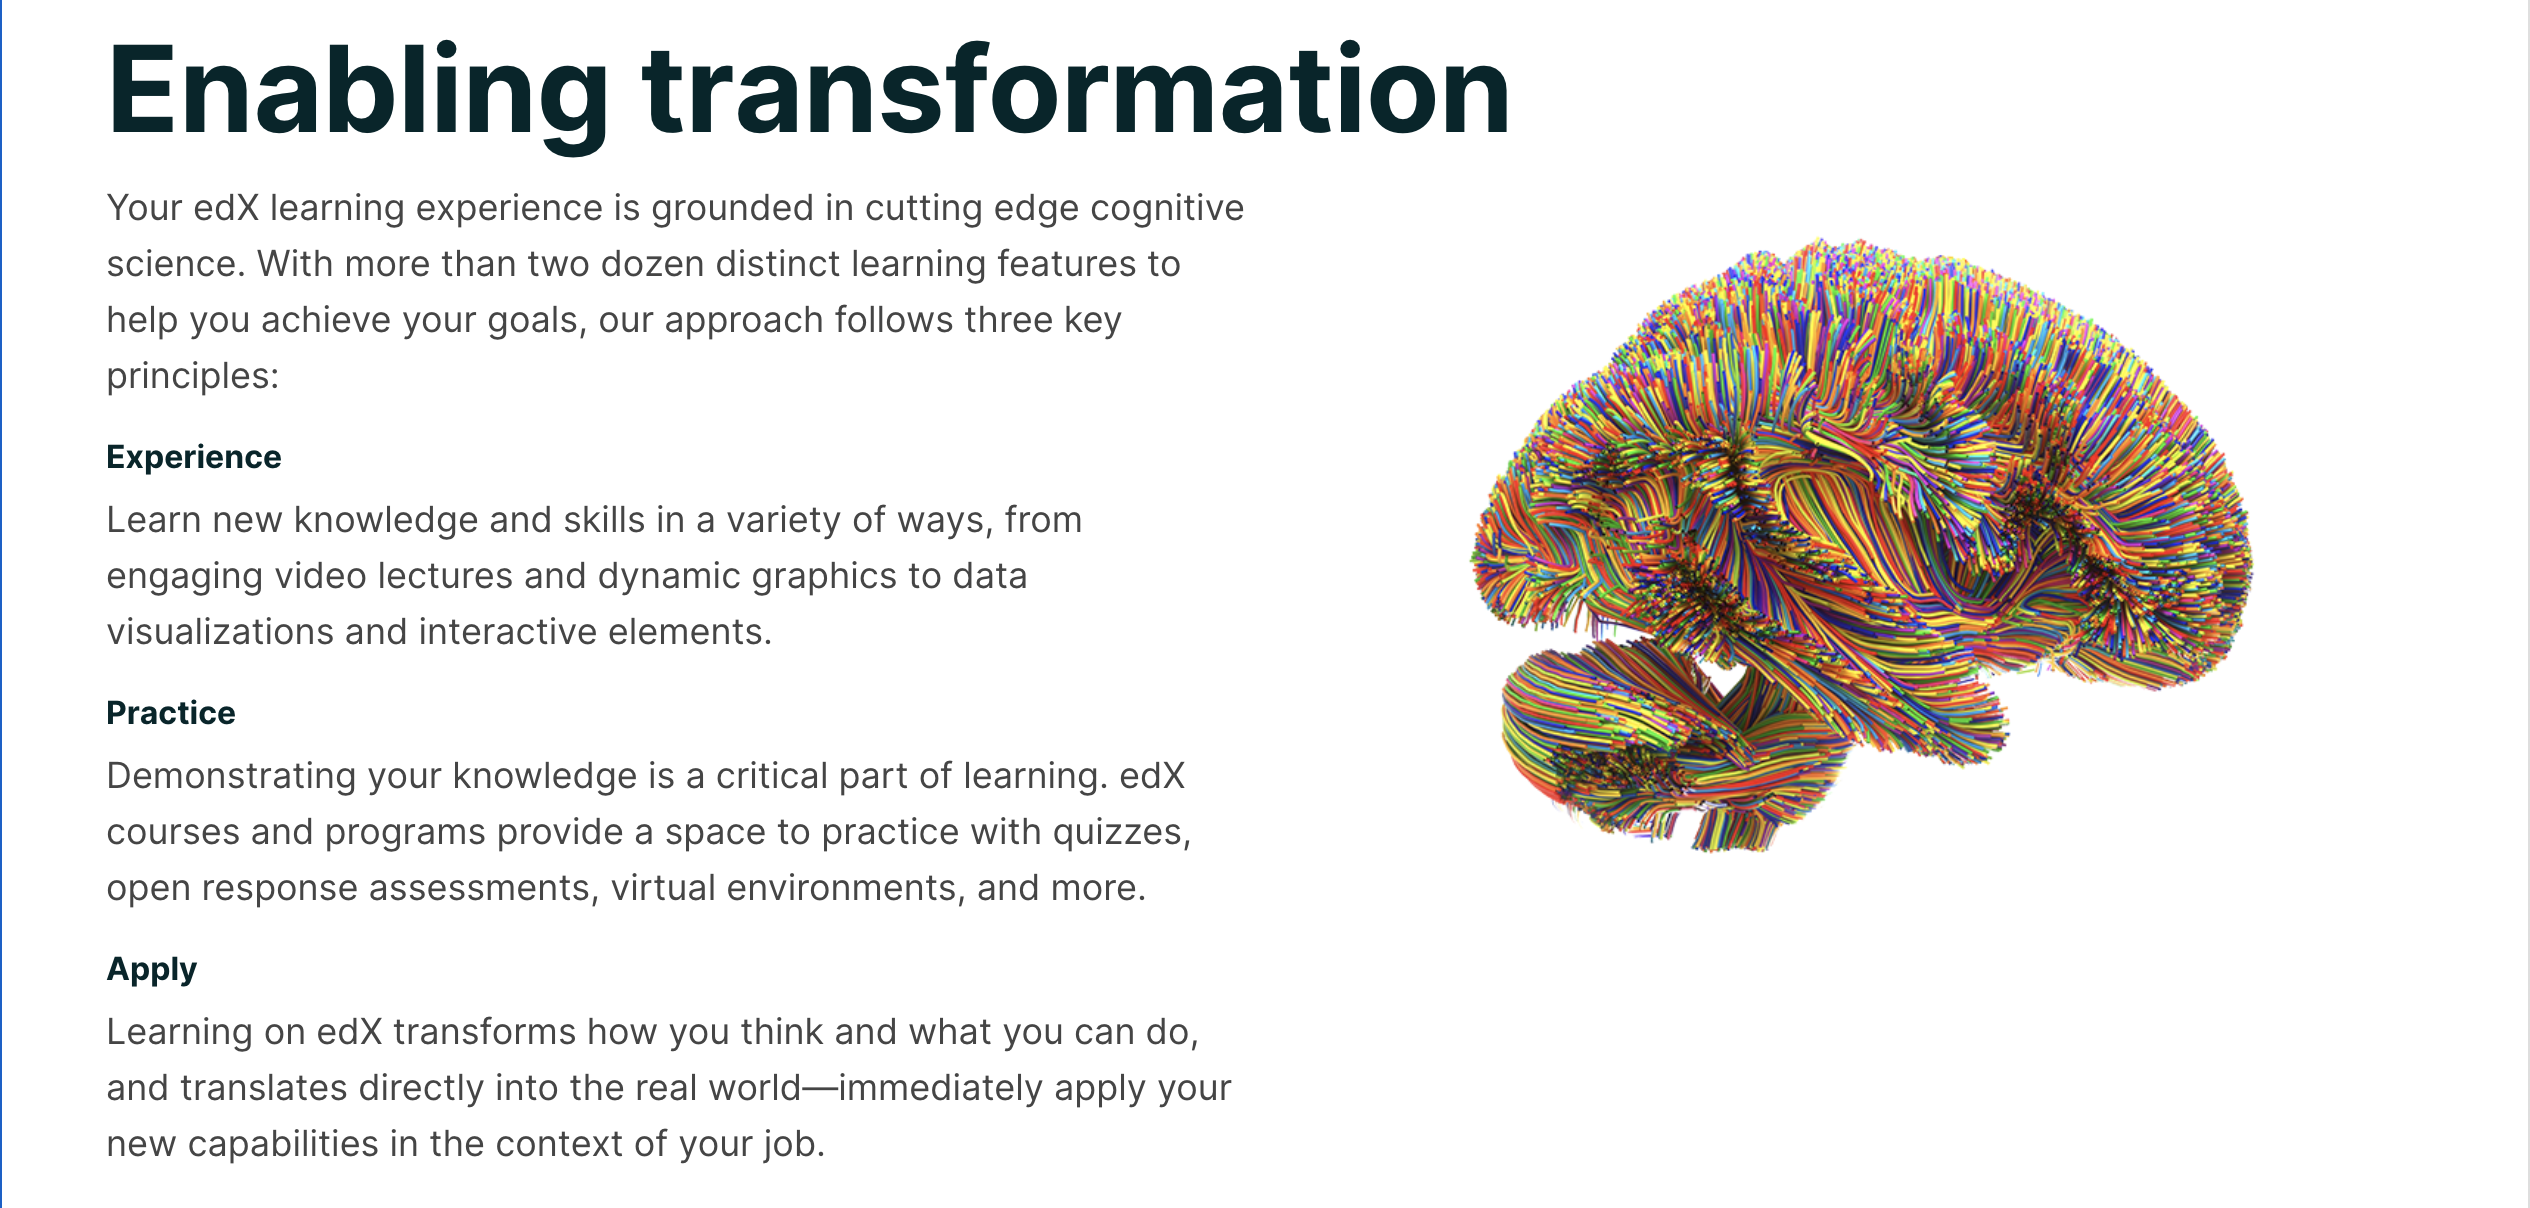 Enabling transformation
Your edX learning experience is grounded in cutting edge cognitive
science. With more than two dozen distinct learning features to
help you achieve your goals, our approach follows three key
principles:
Experience
Learn new knowledge and skills in a variety of ways, from
engaging video lectures and dynamic graphics to data
visualizations and interactive elements.
Practice
Demonstrating your knowledge is a critical part of learning. edX
courses and programs provide a space to practice with quizzes,
open response assessments, virtual environments, and more.
Apply
Learning on edX transforms how you think and what you can do,
and translates directly into the real world—immediately apply your
new capabilities in the context of your job.